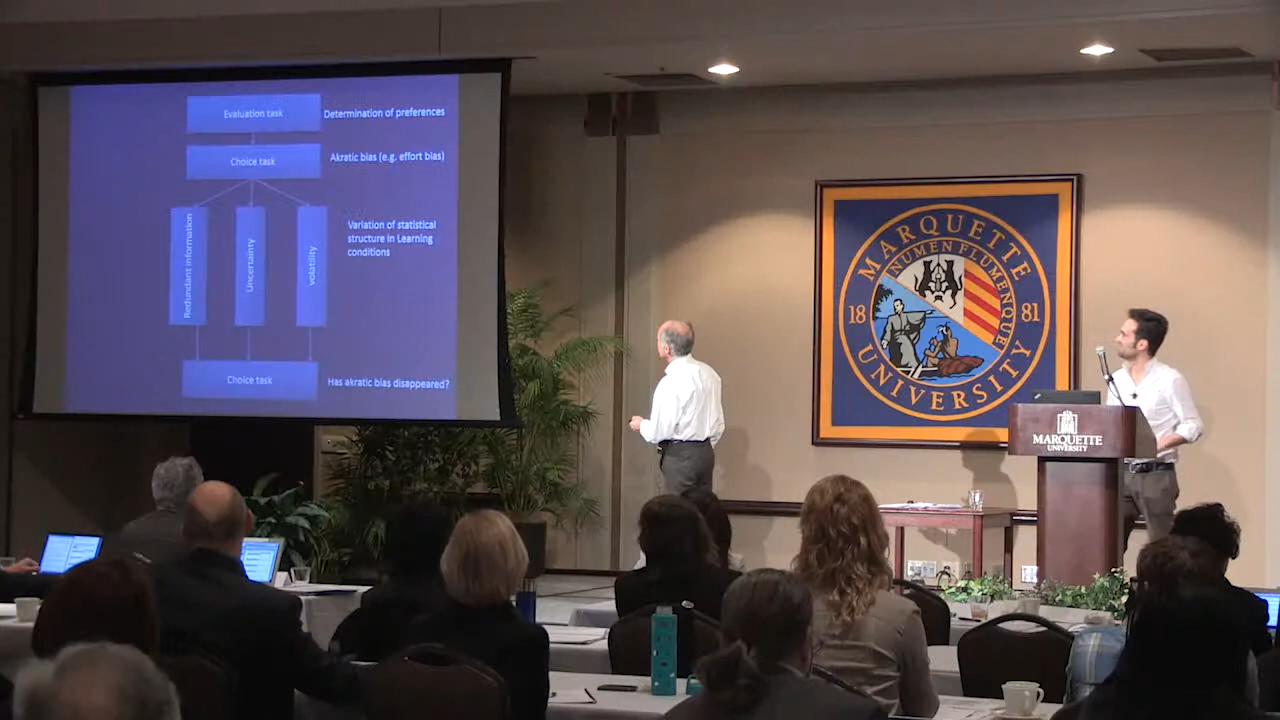 Evaluation task
Determination of preferences
Choice task
Akratic bias (e.g. effort bias)
Redundant information
Uncertainty
volatility
Variation of statistical
structure in Learning
conditions
Choice task
Has akratic bias disappeared?
MARQUETTE
NUMEN FLUMENQUE
18 81
UNIVERSITY
MARQUETTE
UNIVERSITY